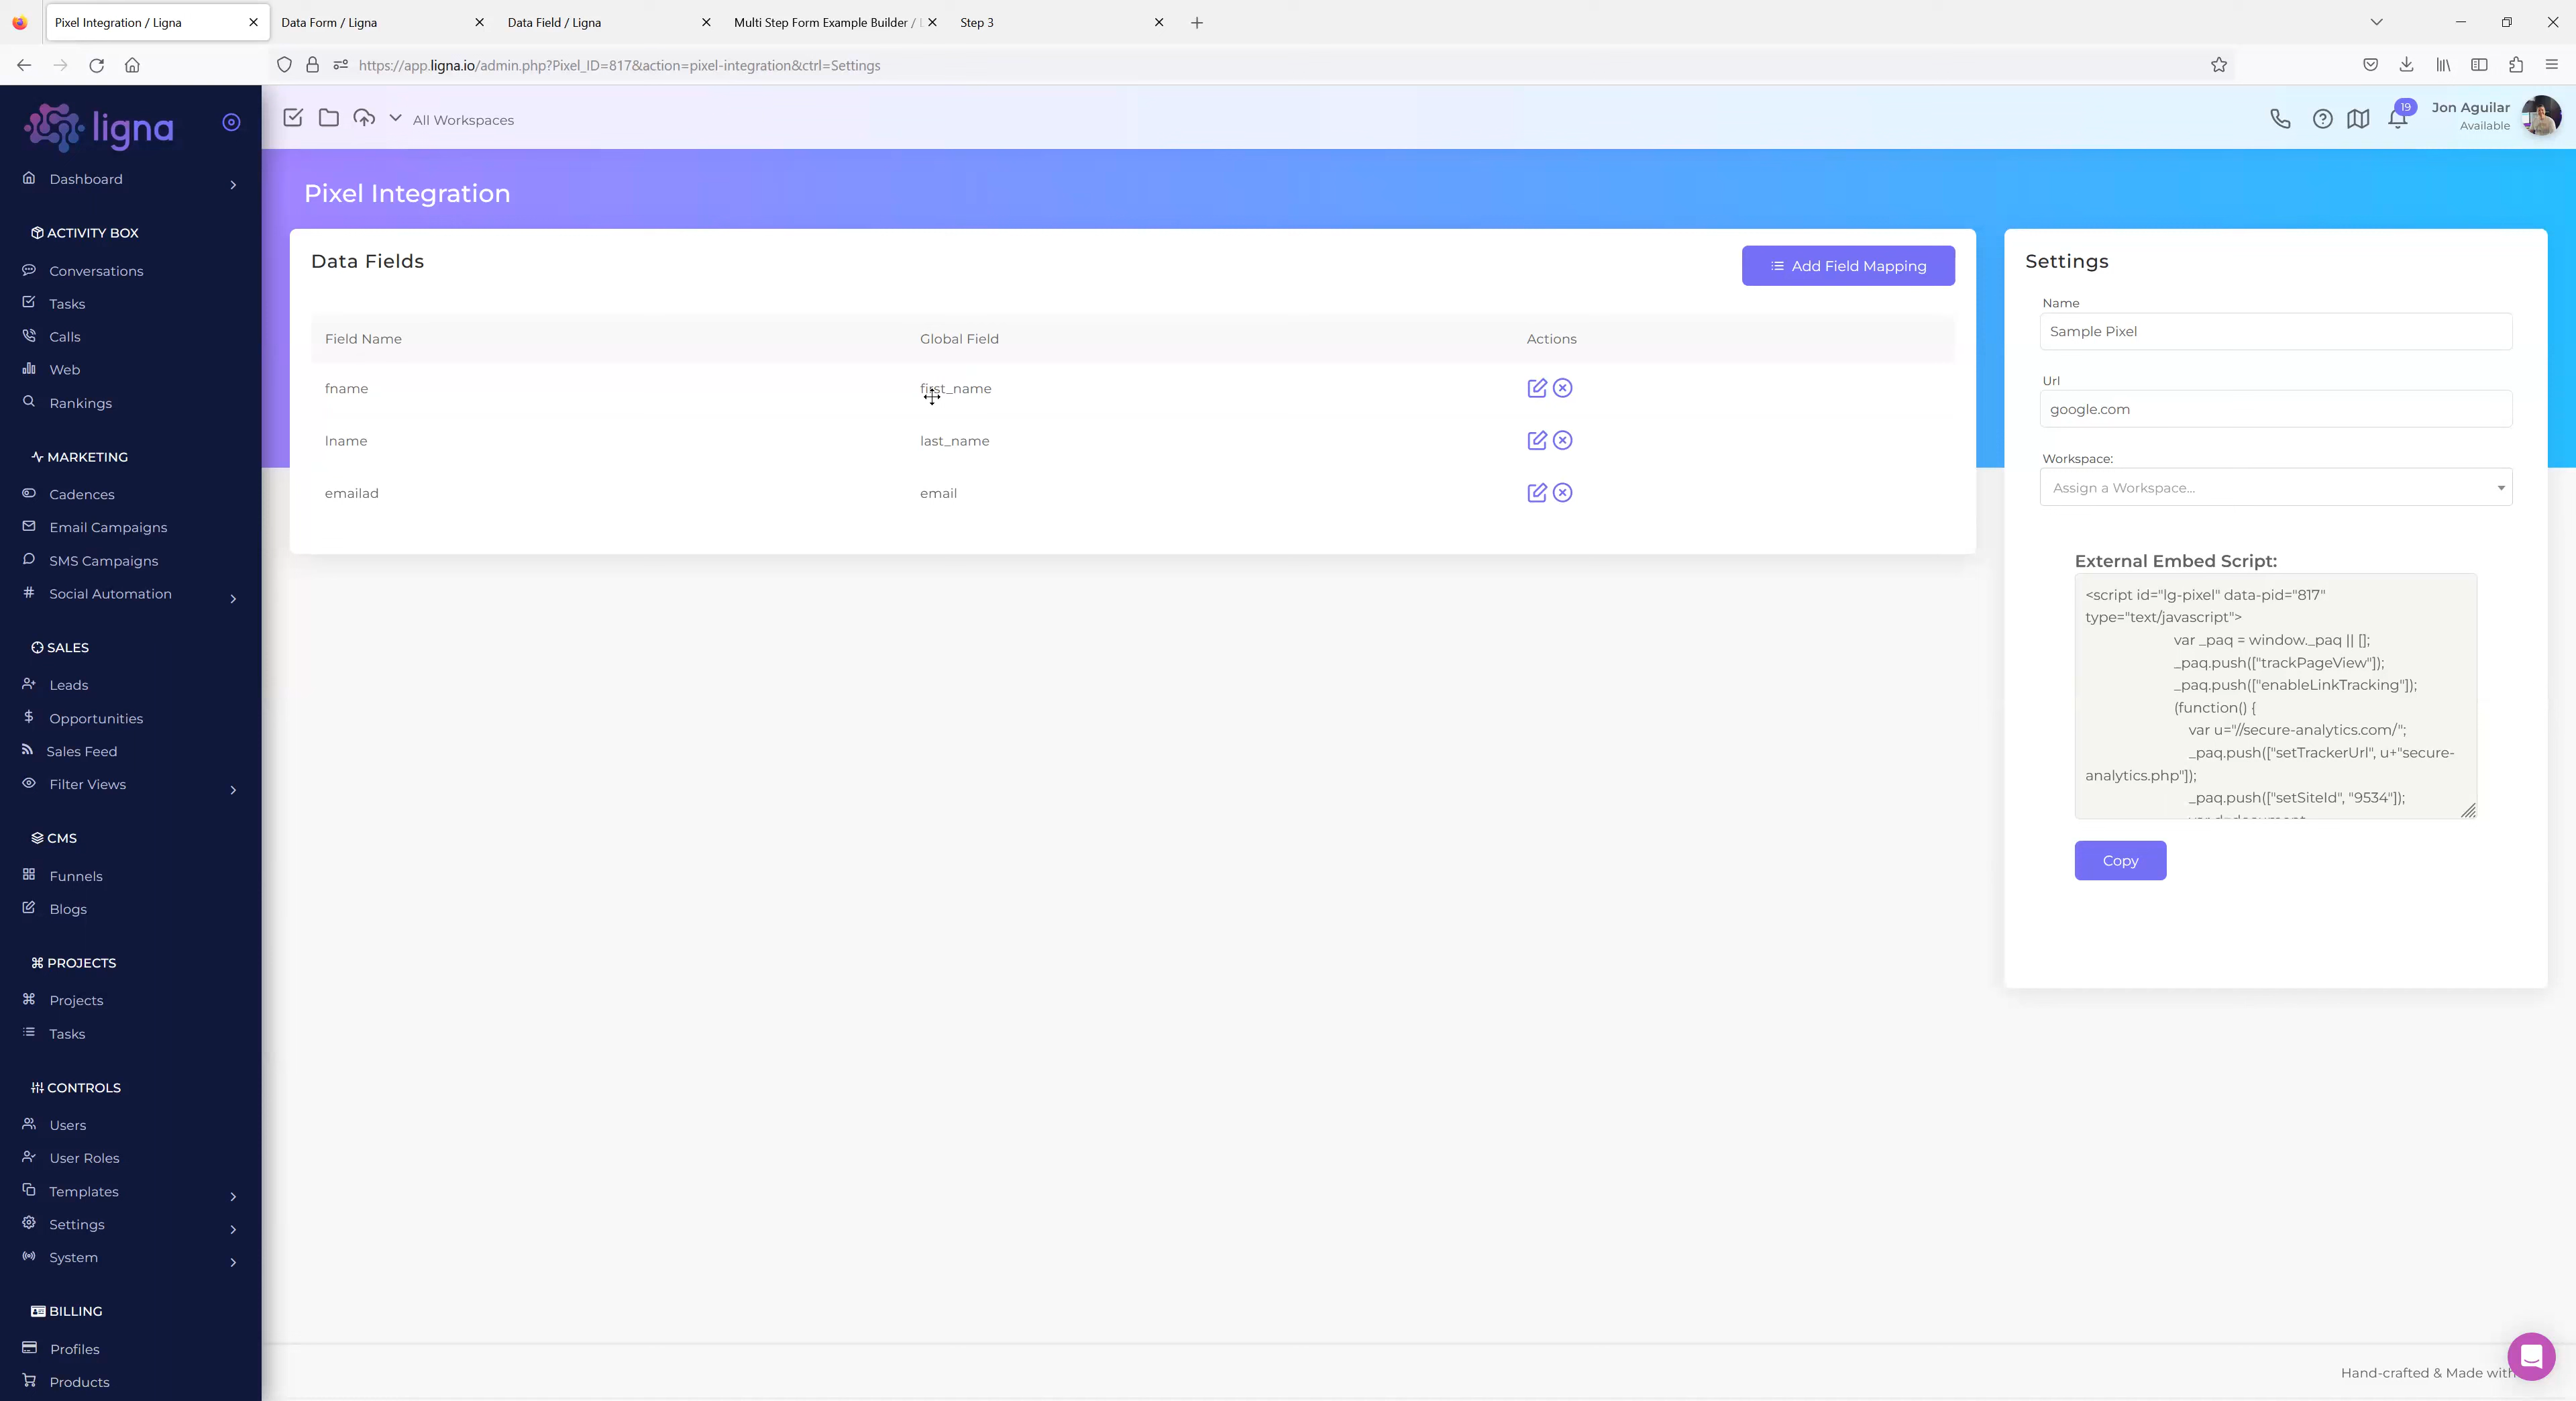 Pixel Integration / Ligna
Data Form / Ligna
Data Field / Ligna
Multi Step Form Example Builder /
Step 3
https://app.ligna.io/admin.php?Pixel_ID=817&action=pixel-integration&ctrl=Settings
ligna
All Workspaces
19
Jon Aguilar
Available
Dashboard
ACTIVITY BOX
Conversations
Tasks
Calls
Web
Rankings
MARKETING
Cadences
Email Campaigns
SMS Campaigns
Social Automation
SALES
Leads
Opportunities
Sales Feed
Filter Views
CMS
Funnels
Blogs
PROJECTS
Projects
Tasks
CONTROLS
Users
User Roles
Templates
Settings
System
BILLING
Profiles
Products
Pixel Integration
Data Fields
Add Field Mapping
Field Name Global Field Actions
fname first_name
lname last_name
emailad email
Settings
Name
Sample Pixel
Url
google.com
Workspace:
Assign a Workspace...
External Embed Script:
<script id="lg-pixel" data-pid="817"
type="text/javascript">
var _paq = window._paq || [];
_paq.push(["trackPageView"]);
_paq.push(["enableLinkTracking"]);
(function() {
var u="//secure-analytics.com/";
_paq.push(["setTrackerUrl", u+"secure-
analytics.php"]);
_paq.push(["setSiteId", "9534"]);
Copy
Hand-crafted & Made with